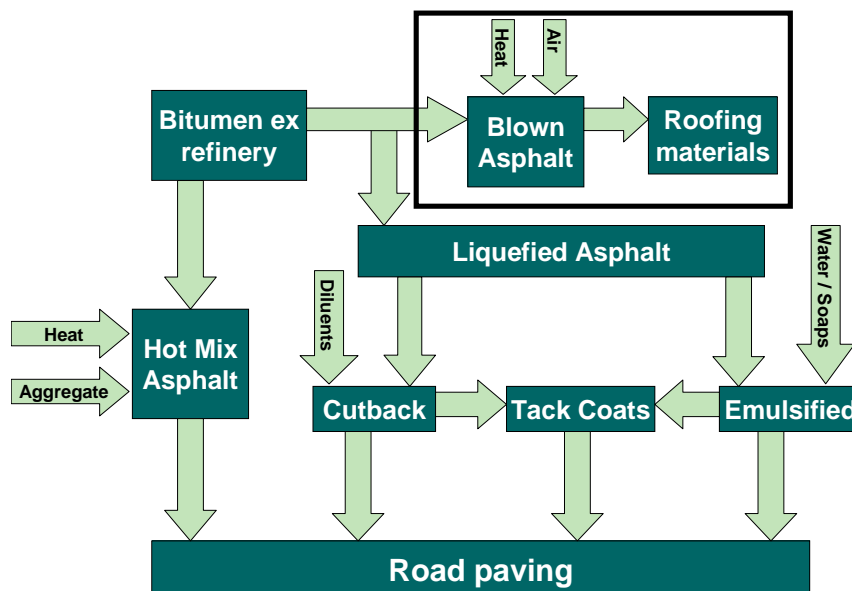 Heat
Air
Bitumen ex
refinery
Blown
Asphalt
Roofing
materials
Liquefied Asphalt
Water / Soaps
Diluents
Heat
Hot Mix
Asphalt
Aggregate
Cutback
Tack Coats
Emulsified
Road paving